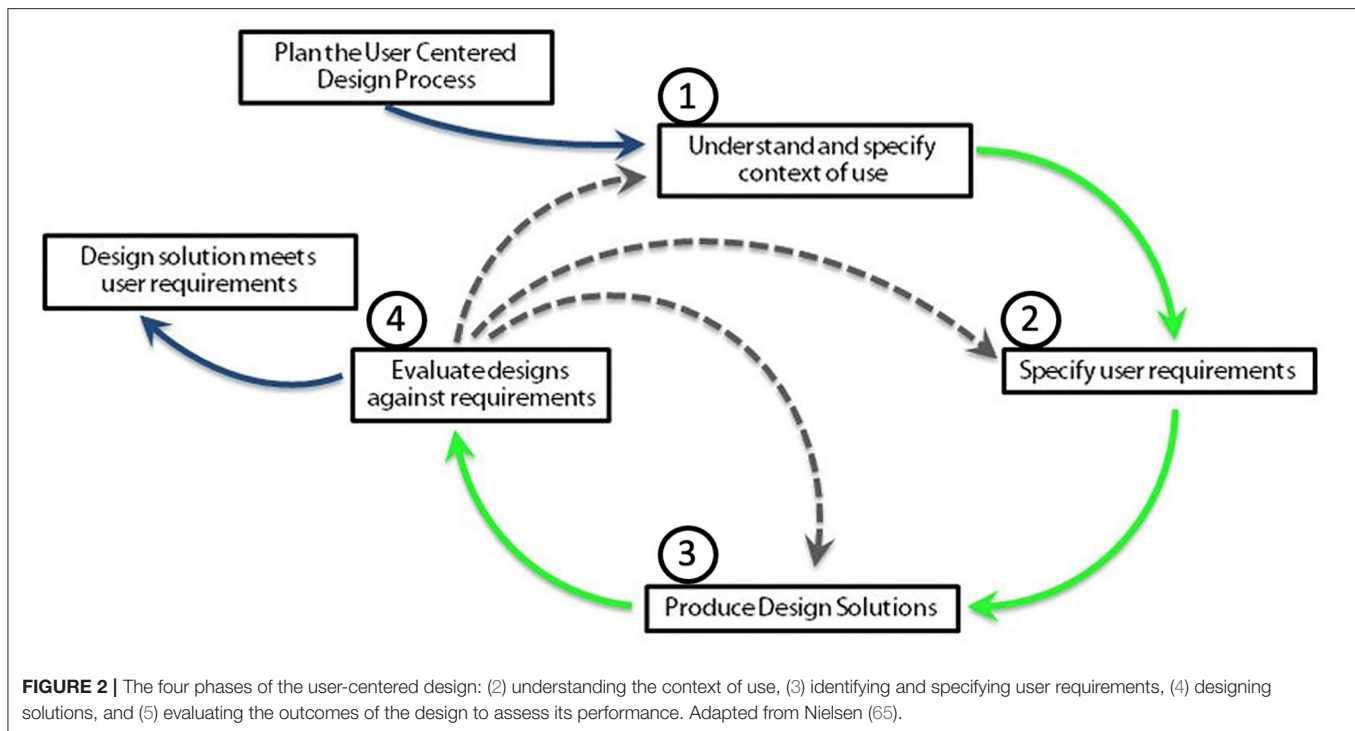 Plan the User Centered
Design Process
1
Understand and specify
context of use
Design solution meets
user requirements
4
Evaluate designs
against requirements
2
Specify user requirements
3
Produce Design Solutions
FIGURE 2 | The four phases of the user-centered design: (2) understanding the context of use, (3) identifying and specifying user requirements, (4) designing
solutions, and (5) evaluating the outcomes of the design to assess its performance. Adapted from Nielsen (65).